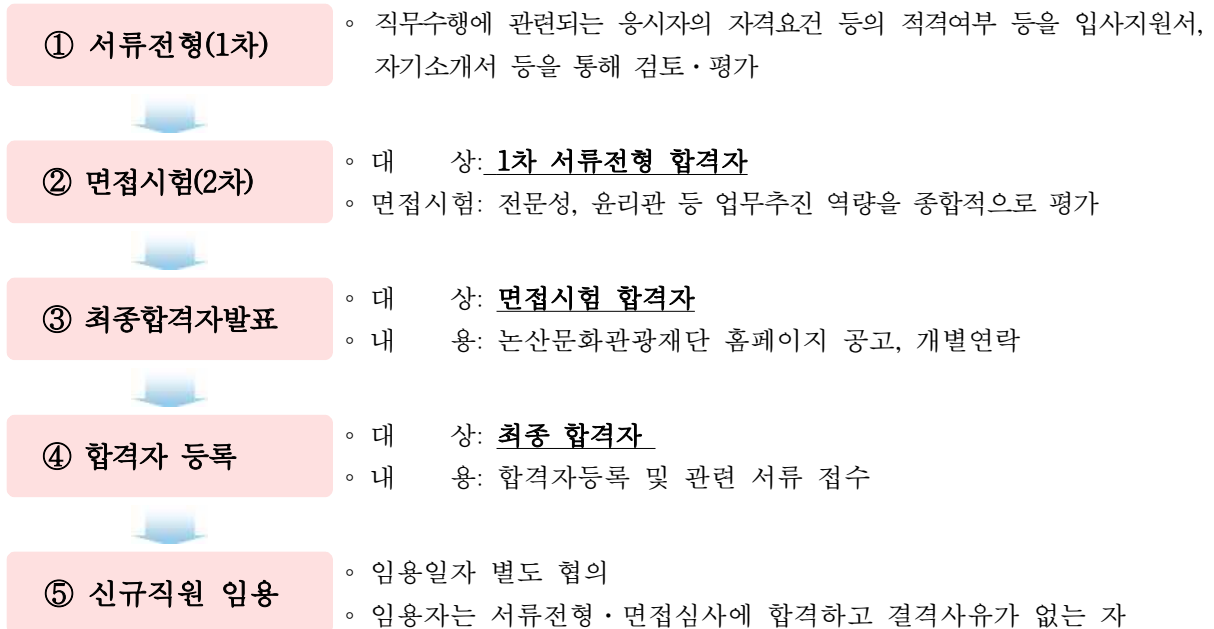 ① 서류전형(1차)
◦ 직무수행에 관련되는 응시자의 자격요건 등의 적격여부 등을 입사지원서,
자기소개서 등을 통해 검토・평가
② 면접시험(2차)
◦ 대 상: 1차 서류전형 합격자
◦ 면접시험: 전문성, 윤리관 등 업무추진 역량을 종합적으로 평가
③ 최종합격자발표
◦ 대 상: 면접시험 합격자
◦ 내 용: 논산문화관광재단 홈페이지 공고, 개별연락
④ 합격자 등록
◦ 대 상: 최종 합격자
◦ 내 용: 합격자등록 및 관련 서류 접수
⑤ 신규직원 임용
◦ 임용일자 별도 협의
◦ 임용자는 서류전형・면접심사에 합격하고 결격사유가 없는 자